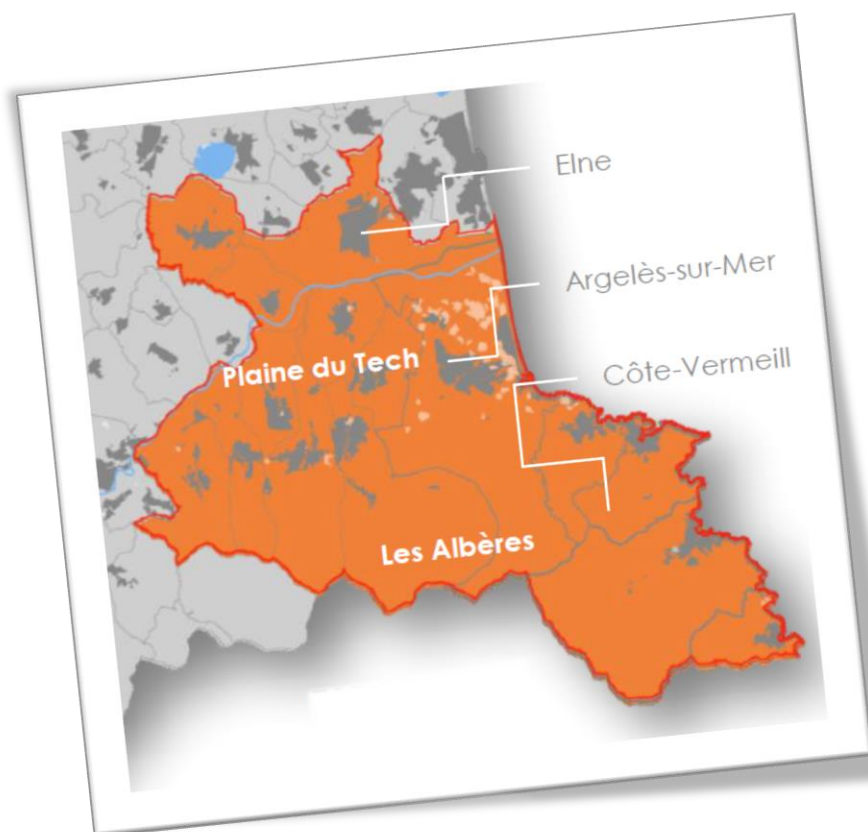 Elne
Argelès-sur-Mer
Côte-Vermeill
Plaine du Tech
Les Albères